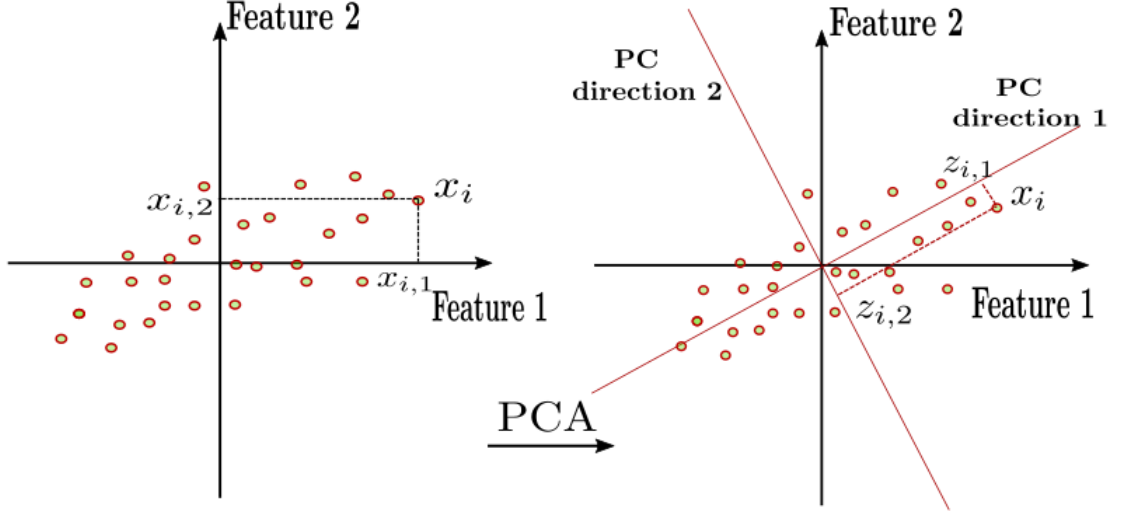 Feature 2
x_{i,2}
x_i
x_{i,1}
Feature 1
PCA
Feature 2
PC
direction 2
PC
direction 1
z_{i,1}
x_i
z_{i,2}
Feature 1